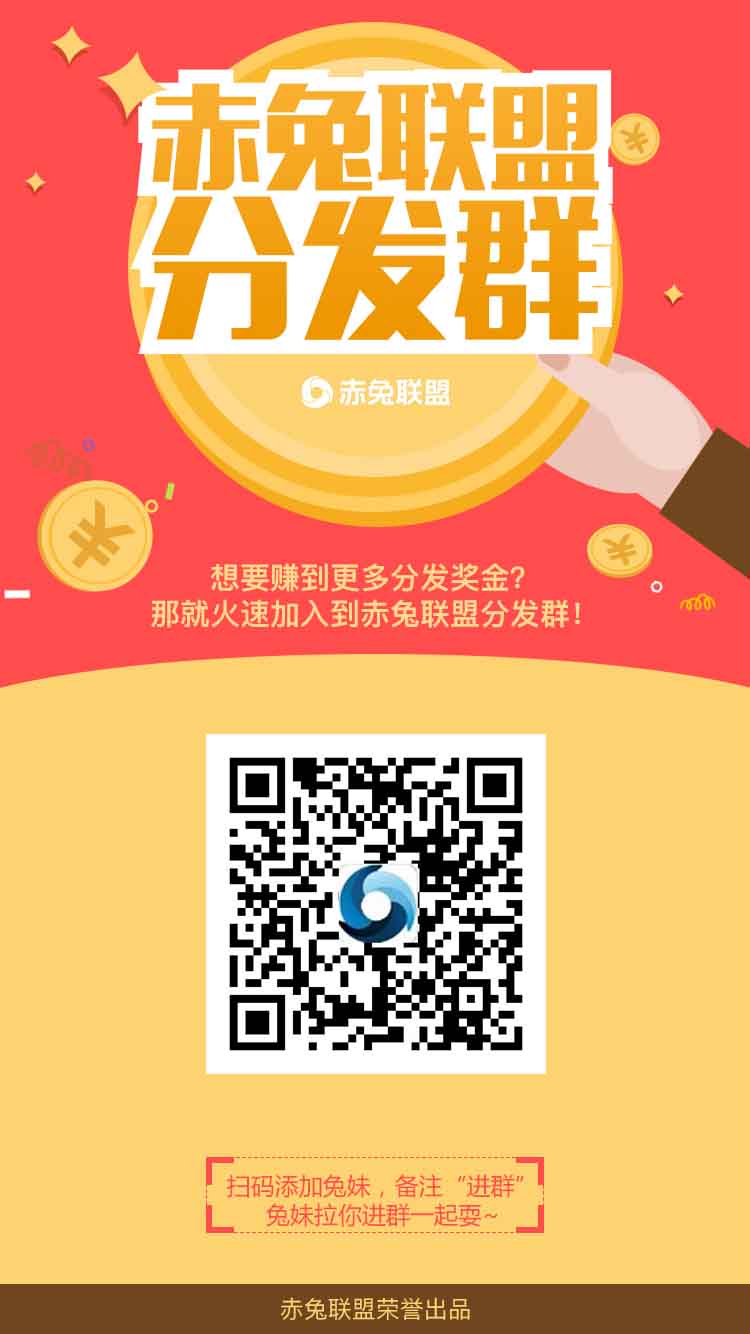 赤兔联盟
分发群
赤兔联盟
想要赚到更多分发奖金?
那就火速加入到赤兔联盟分发群!
扫码添加兔妹，备注“进群”
兔妹拉你进群一起耍~
赤兔联盟荣誉出品